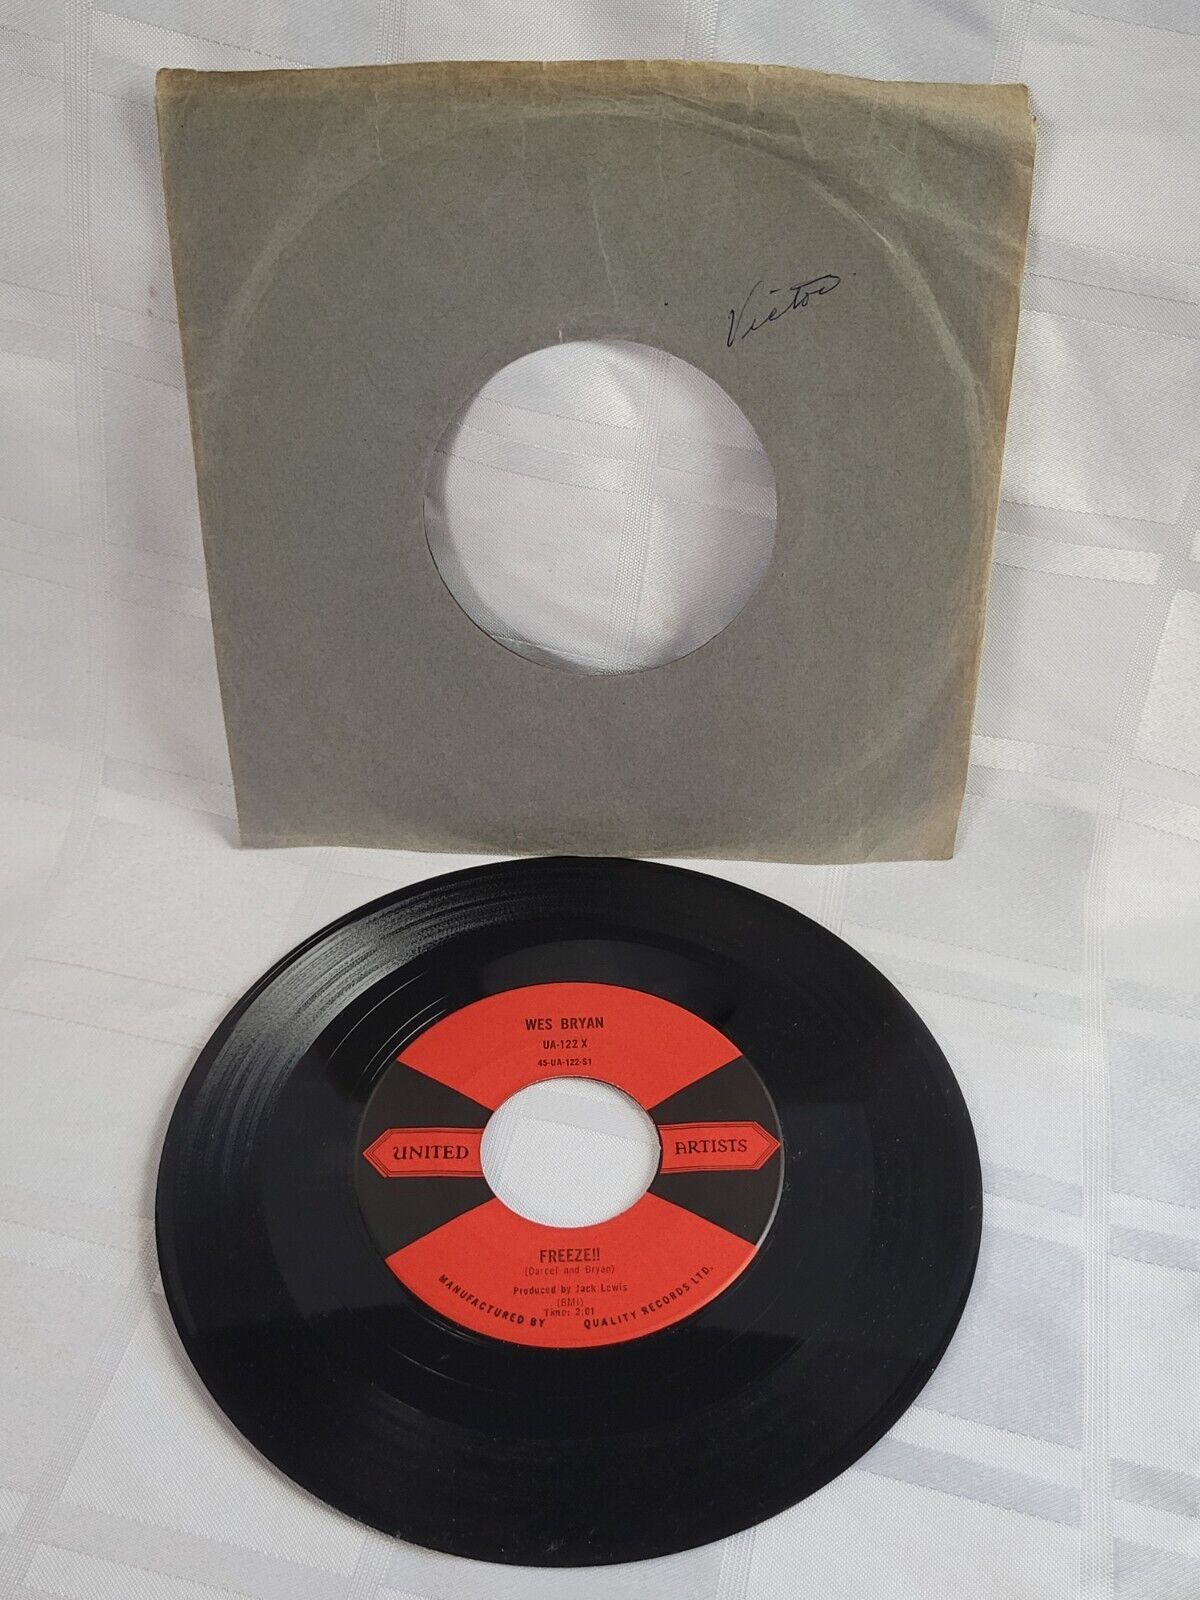 Victor
WES BRYAN
UA-122 X
45-UA-122-S1
UNITED ARTISTS
FREEZE!!
(Darcel and Bryan)
Produced by Jack Lewis
(BMI)
Time: 2:01
MANUFACTURED BY QUALITY RECORDS LTD.